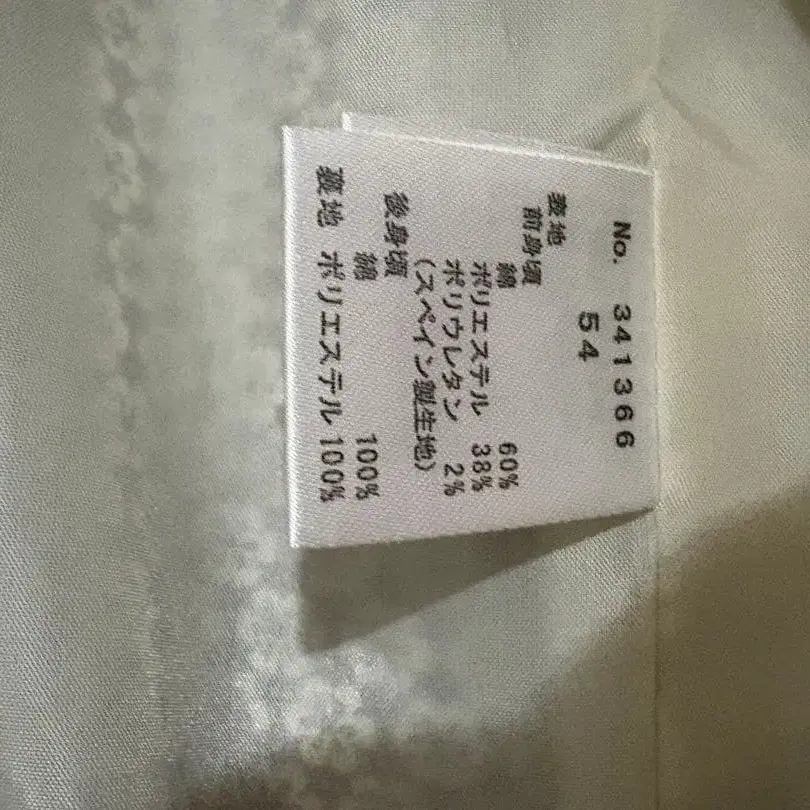 No. 341366
54
表地
前身頃
綿 60%
ポリエステル 38%
ポリウレタン 2%
(スペイン製生地)
後身頃
綿 100%
裏地 ポリエステル 100%